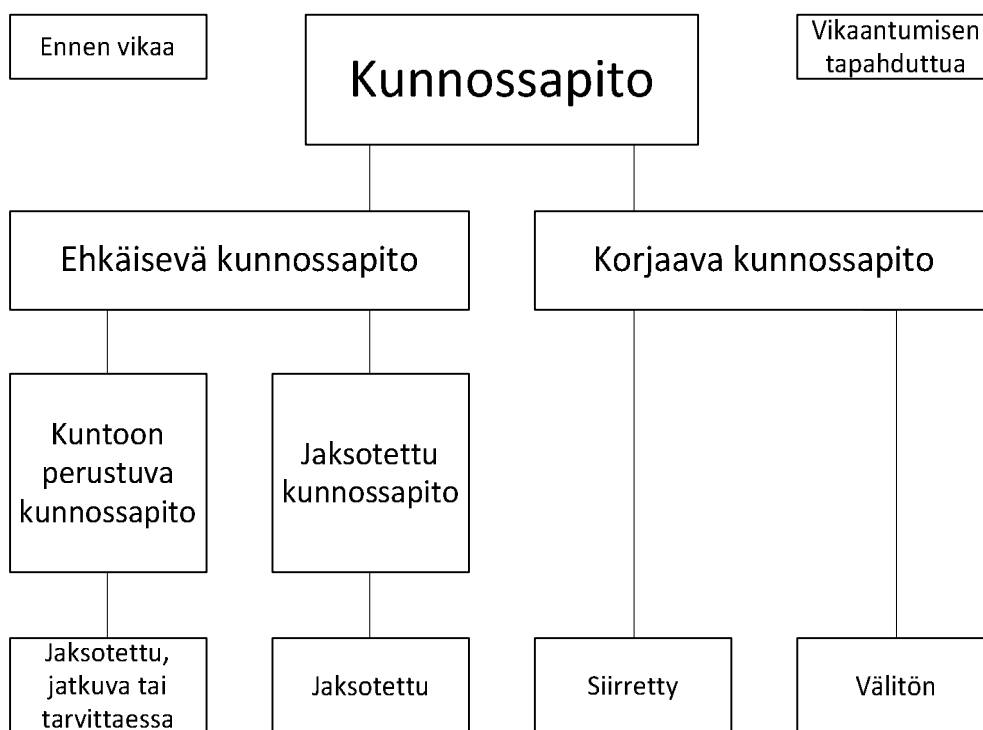 Ennen vikaa
Kunnossapito
Vikaantumisen
tapahduttua
Ehkäisevä kunnossapito
Korjaava kunnossapito
Kuntoon
perustuva
kunnossapito
Jaksotettu
kunnossapito
Jaksotettu,
jatkuva tai
tarvittaessa
Jaksotettu
Siirretty
Välitön